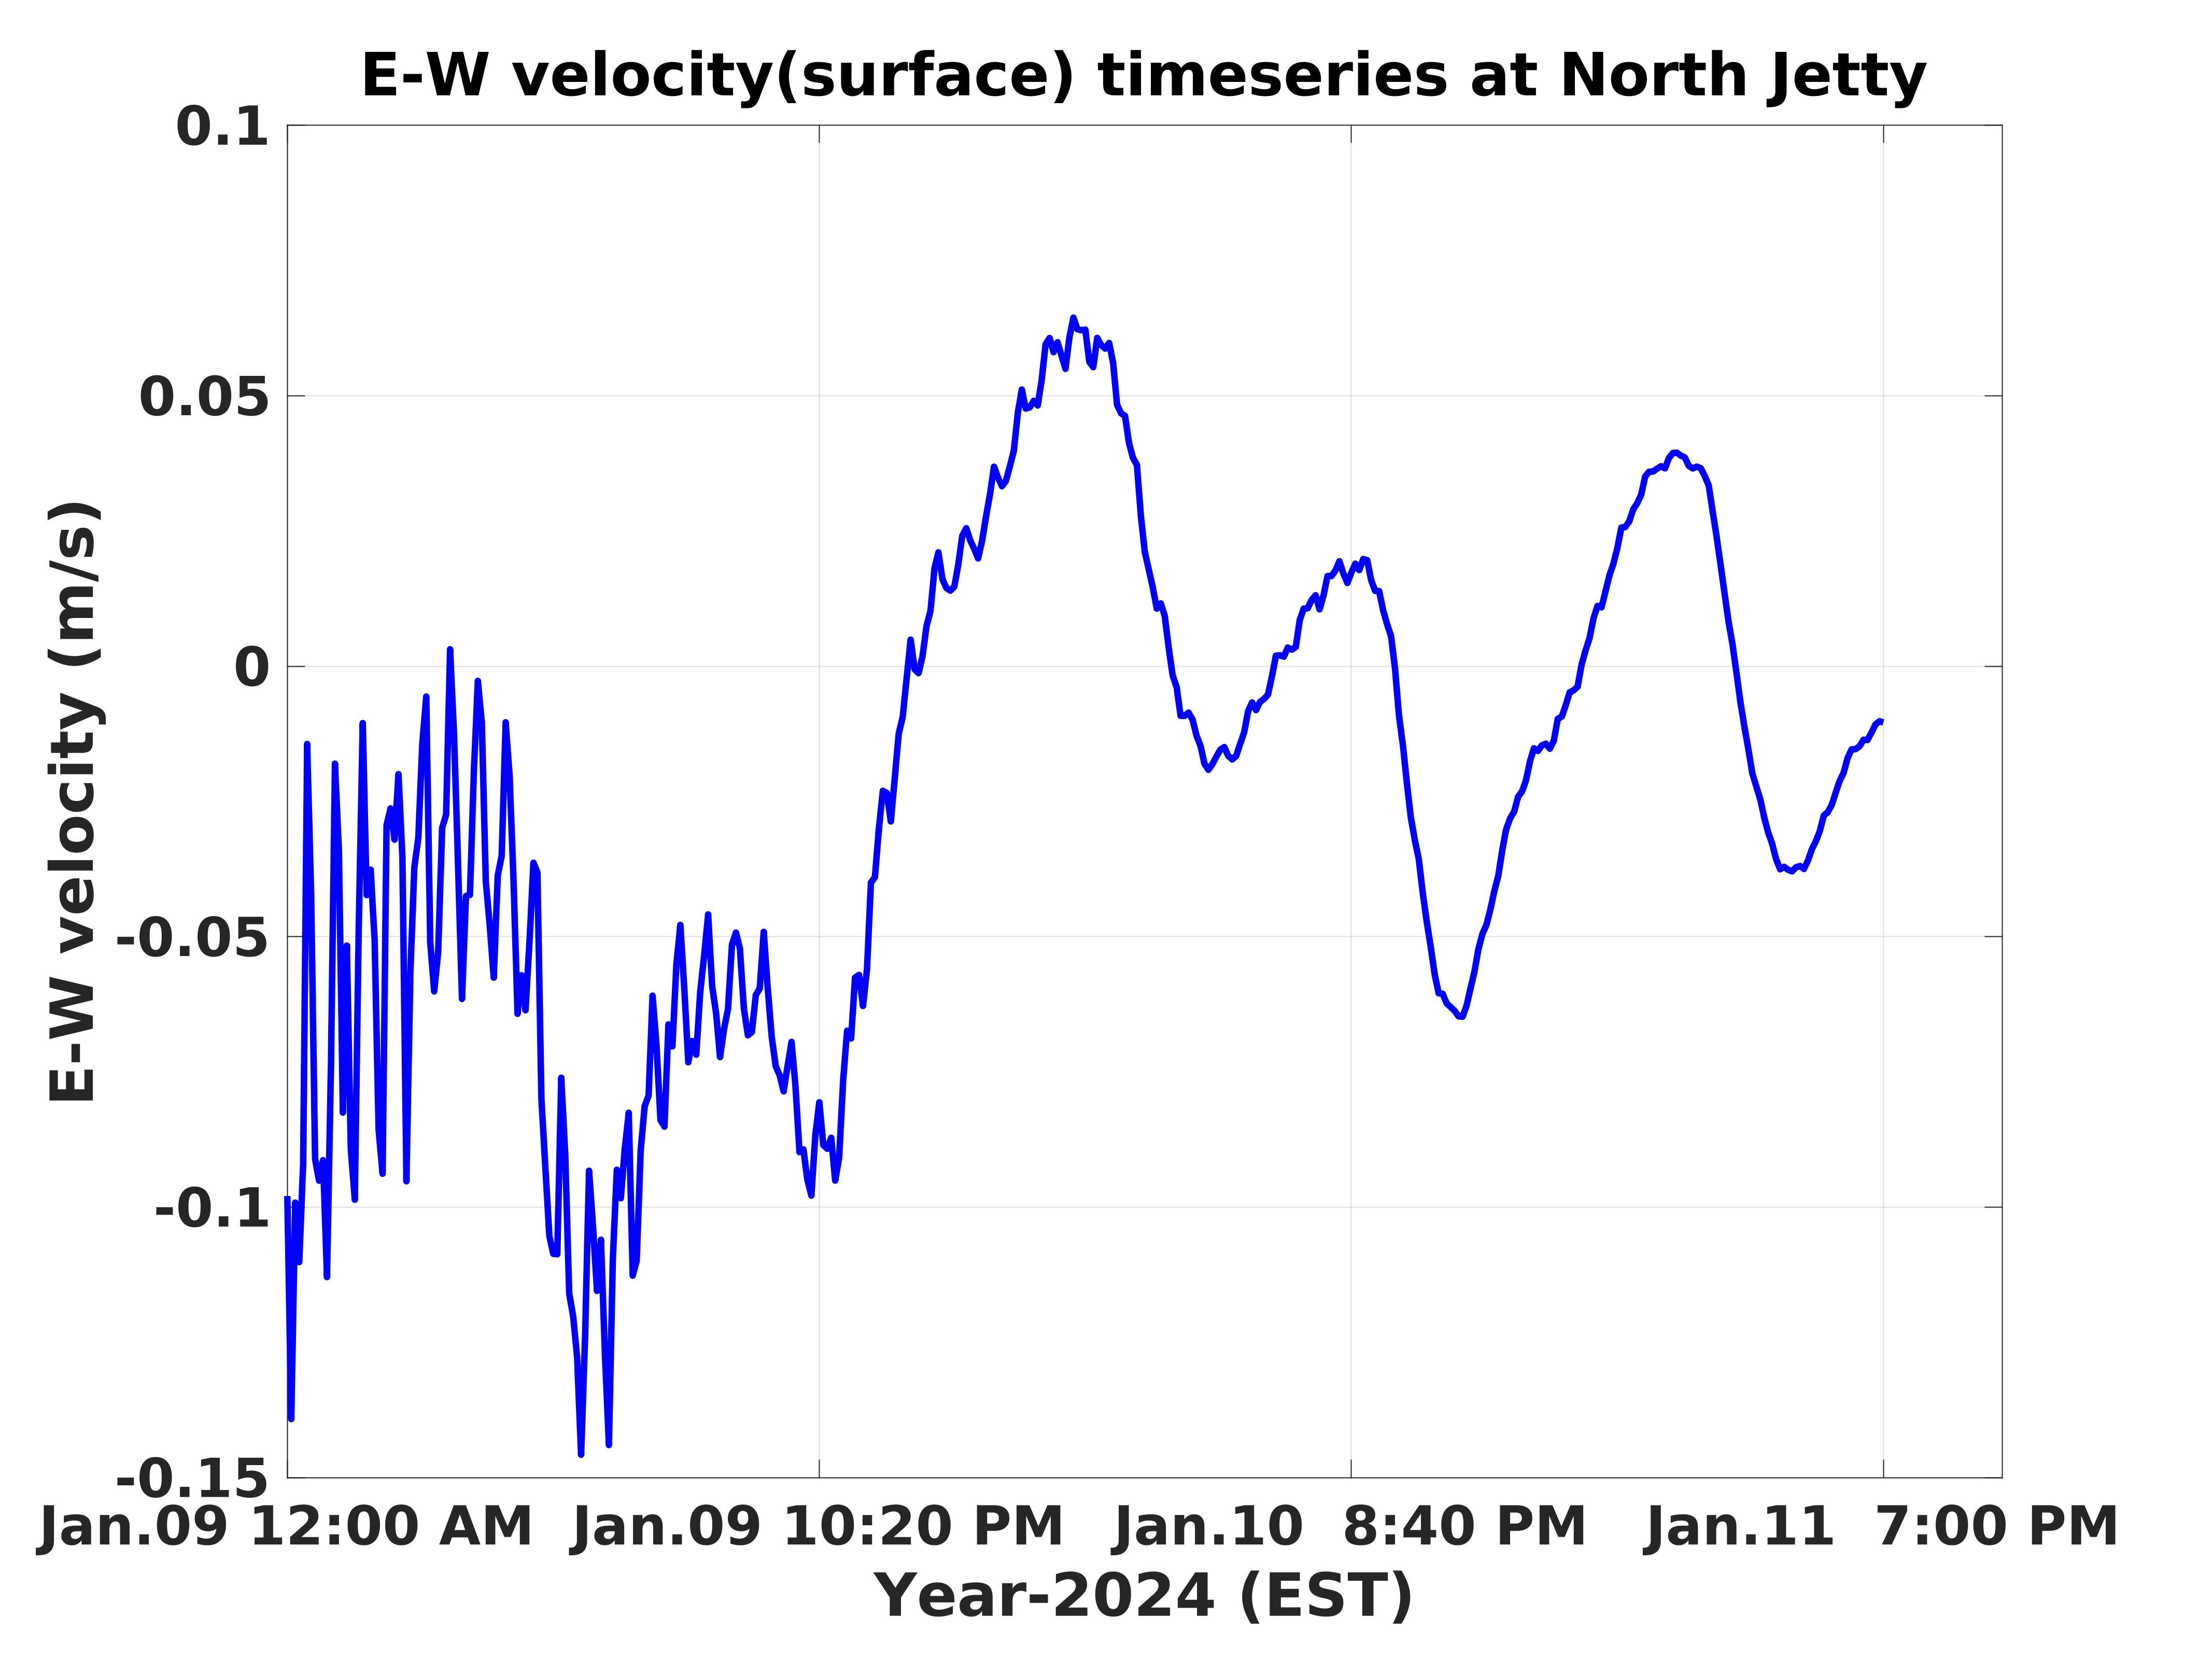 E-W velocity(surface) timeseries at North Jetty
0.1
0.05
0
-0.05
-0.1
-0.15
E-W velocity (m/s)
Jan.09 12:00 AM Jan.09 10:20 PM Jan.10 8:40 PM Jan.11 7:00 PM
Year-2024 (EST)